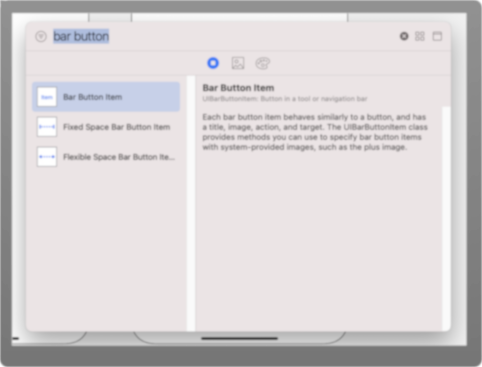 bar button
Bar Button Item
Fixed Space Bar Button Item
Flexible Space Bar Button Ite...
Bar Button Item
UIBarButtonItem: Button in a tool or navigation bar
Each bar button item behaves similarly to a button, and has
a title, image, action, and target. The UIBarButtonItem class
provides methods you can use to specify bar button items
with system-provided images, such as the plus image.